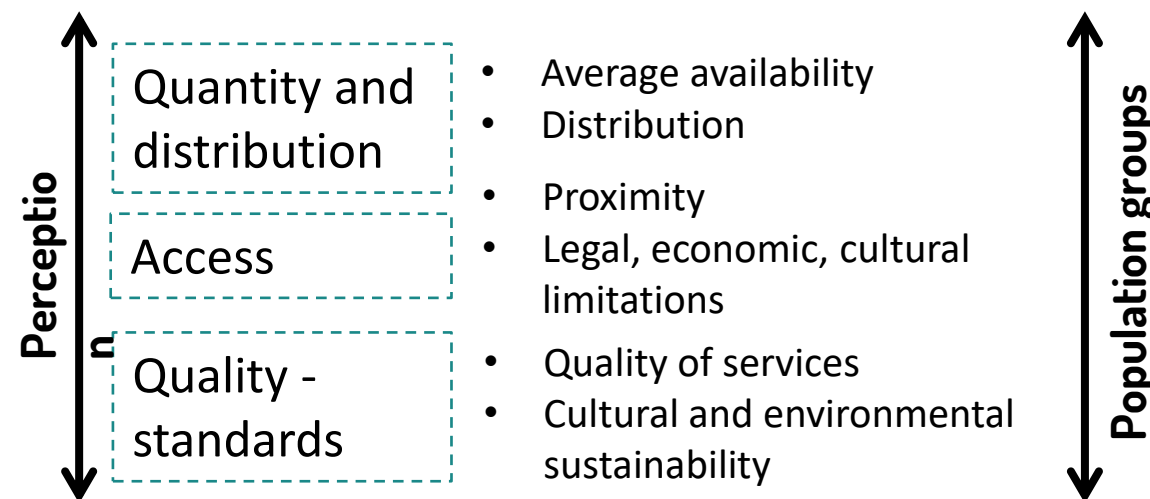 Perceptio
n
Quantity and
distribution
• Average availability
• Distribution
Access
• Proximity
• Legal, economic, cultural
limitations
Quality -
standards
• Quality of services
• Cultural and environmental
sustainability
Population groups